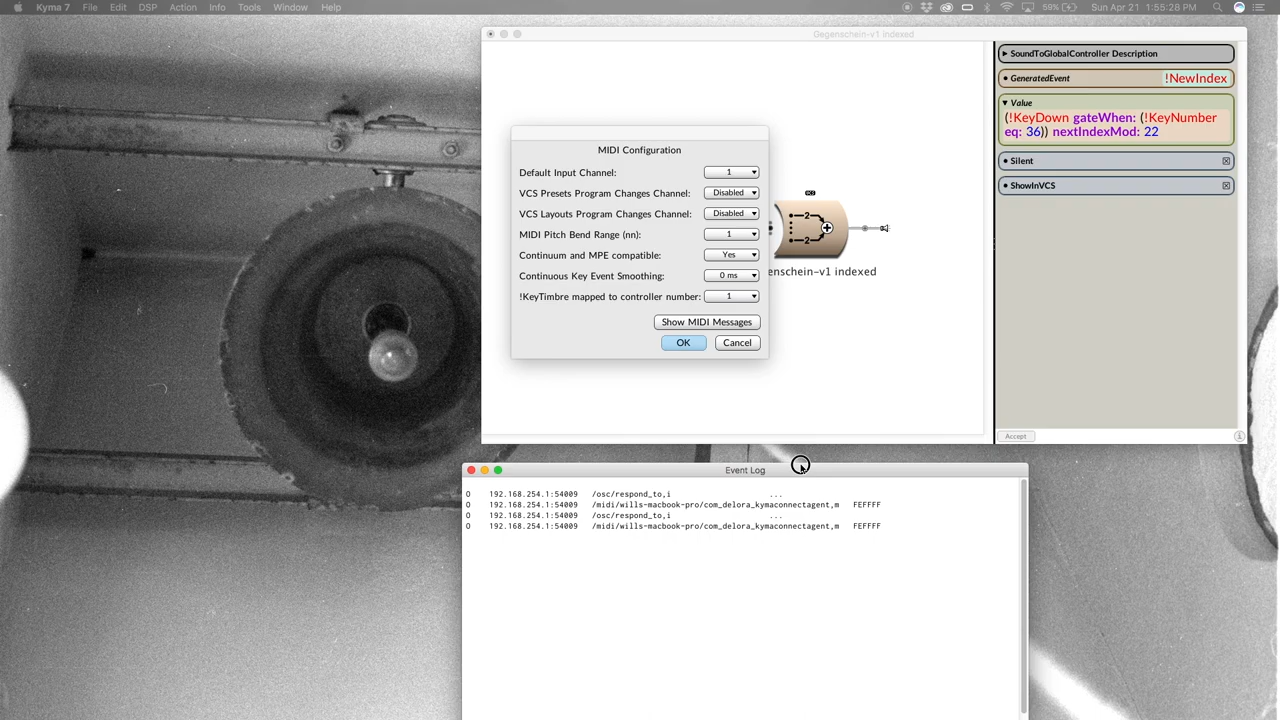 Kyma 7 File Edit DSP Action Info Tools Window Help 59% Sun Apr 21 1:55:28 PM
Gegenschein-v1 indexed
SoundToGlobalController Description
GeneratedEvent !NewIndex
Value
(!KeyDown gateWhen: (!KeyNumber
eq: 36)) nextIndexMod: 22
Silent
ShowInVCS
Accept
MIDI Configuration
Default Input Channel: 1
VCS Presets Program Changes Channel: Disabled
VCS Layouts Program Changes Channel: Disabled
MIDI Pitch Bend Range (nn): 1
Continuum and MPE compatible: Yes
Continuous Key Event Smoothing: 0 ms
!KeyTimbre mapped to controller number: 1
Show MIDI Messages
OK Cancel
2
2
enschein-v1 indexed
Event Log
0 192.168.254.1:54009 /osc/respond_to,i ...
0 192.168.254.1:54009 /midi/wills-macbook-pro/com_delora_kymaconnectagent,m FEFFFF
0 192.168.254.1:54009 /osc/respond_to,i ...
0 192.168.254.1:54009 /midi/wills-macbook-pro/com_delora_kymaconnectagent,m FEFFFF